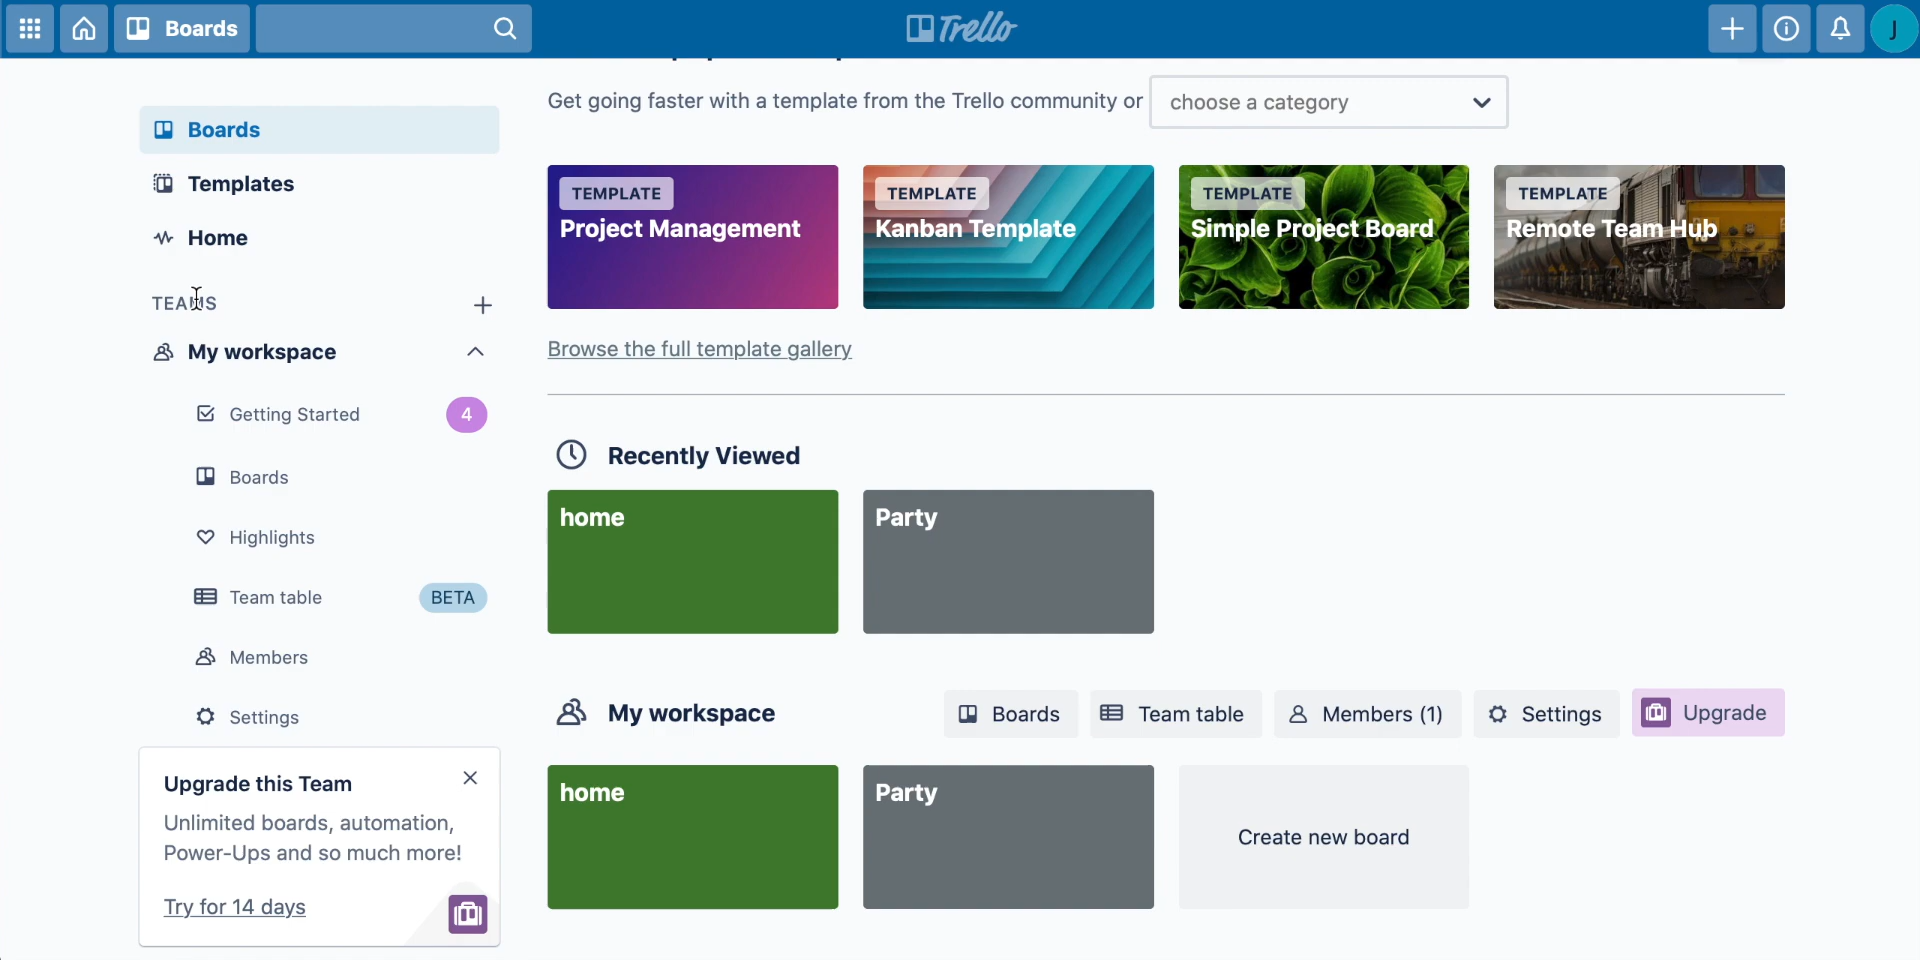 Boards
Trello
J
Get going faster with a template from the Trello community or
choose a category
Boards
Templates
Home
TEAMS
My workspace
Getting Started
4
Boards
Highlights
Team table
BETA
Members
Settings
Upgrade this Team
Unlimited boards, automation,
Power-Ups and so much more!
Try for 14 days
TEMPLATE
Project Management
TEMPLATE
Kanban Template
TEMPLATE
Simple Project Board
TEMPLATE
Remote Team Hub
Browse the full template gallery
Recently Viewed
home
Party
My workspace
Boards
Team table
Members (1)
Settings
Upgrade
home
Party
Create new board